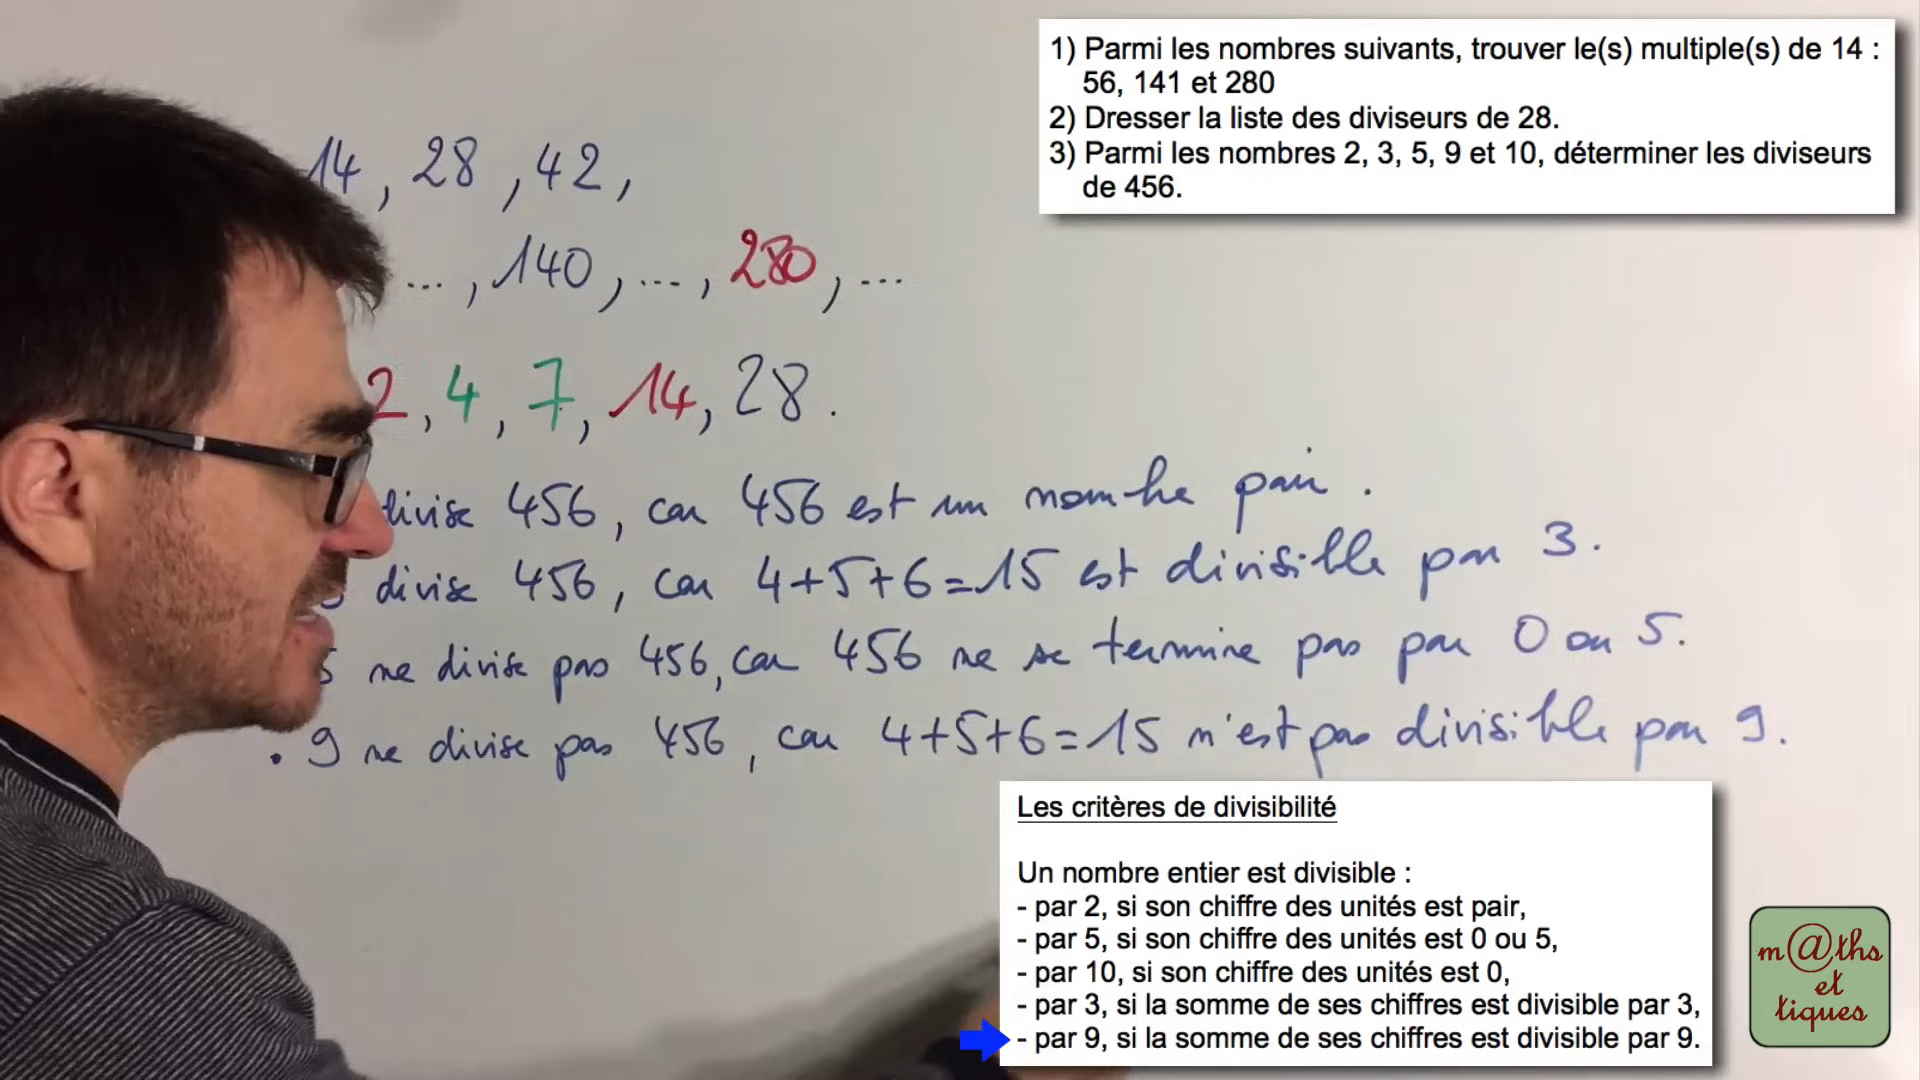 1) Parmi les nombres suivants, trouver le(s) multiple(s) de 14 :
56, 141 et 280
2) Dresser la liste des diviseurs de 28.
3) Parmi les nombres 2, 3, 5, 9 et 10, déterminer les diviseurs
de 456.
14, 28, 42,
..., 140, ..., 280, ...
2, 4, 7, 14, 28.
divise 456, car 456 est un nombre pair.
3 divise 456, car 4+5+6=15 est divisible par 3.
5 ne divise pas 456, car 456 ne se termine pas par 0 ou 5.
• 9 ne divise pas 456, car 4+5+6=15 n'est pas divisible par 9.
Les critères de divisibilité
Un nombre entier est divisible :
- par 2, si son chiffre des unités est pair,
- par 5, si son chiffre des unités est 0 ou 5,
- par 10, si son chiffre des unités est 0,
- par 3, si la somme de ses chiffres est divisible par 3,
- par 9, si la somme de ses chiffres est divisible par 9.
m@ths
et
tiques